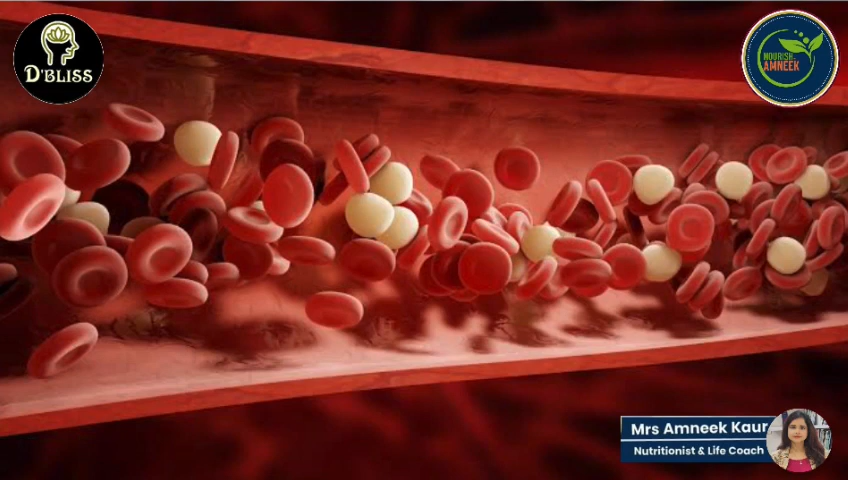 D'BLISS
NOURISH
AMNEEK
Mrs Amneek Kaur
Nutritionist & Life Coach